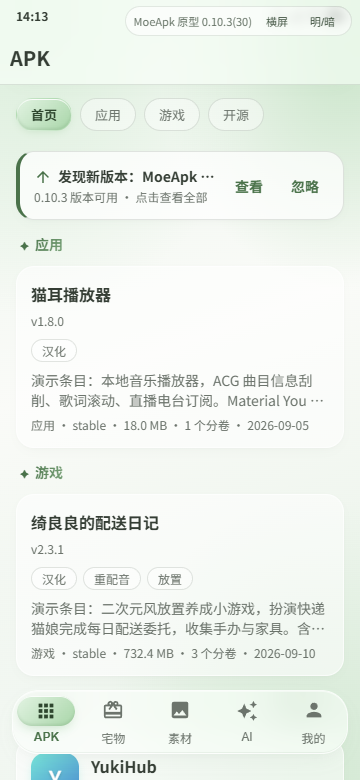 14:13
MoeApk 原型 0.10.3(30) 横屏 明/暗
APK
首页 应用 游戏 开源
发现新版本：MoeApk ···
0.10.3 版本可用 · 点击查看全部
查看 忽略
应用
猫耳播放器
v1.8.0
汉化
演示条目：本地音乐播放器，ACG 曲目信息刮
削、歌词滚动、直播电台订阅。Material You ···
应用 · stable · 18.0 MB · 1 个分卷 · 2026-09-05
游戏
绮良良的配送日记
v2.3.1
汉化 重配音 放置
演示条目：二次元风放置养成小游戏，扮演快递
猫娘完成每日配送委托，收集手办与家具。含···
游戏 · stable · 732.4 MB · 3 个分卷 · 2026-09-10
APK 宅物 素材 AI 我的
Y
YukiHub